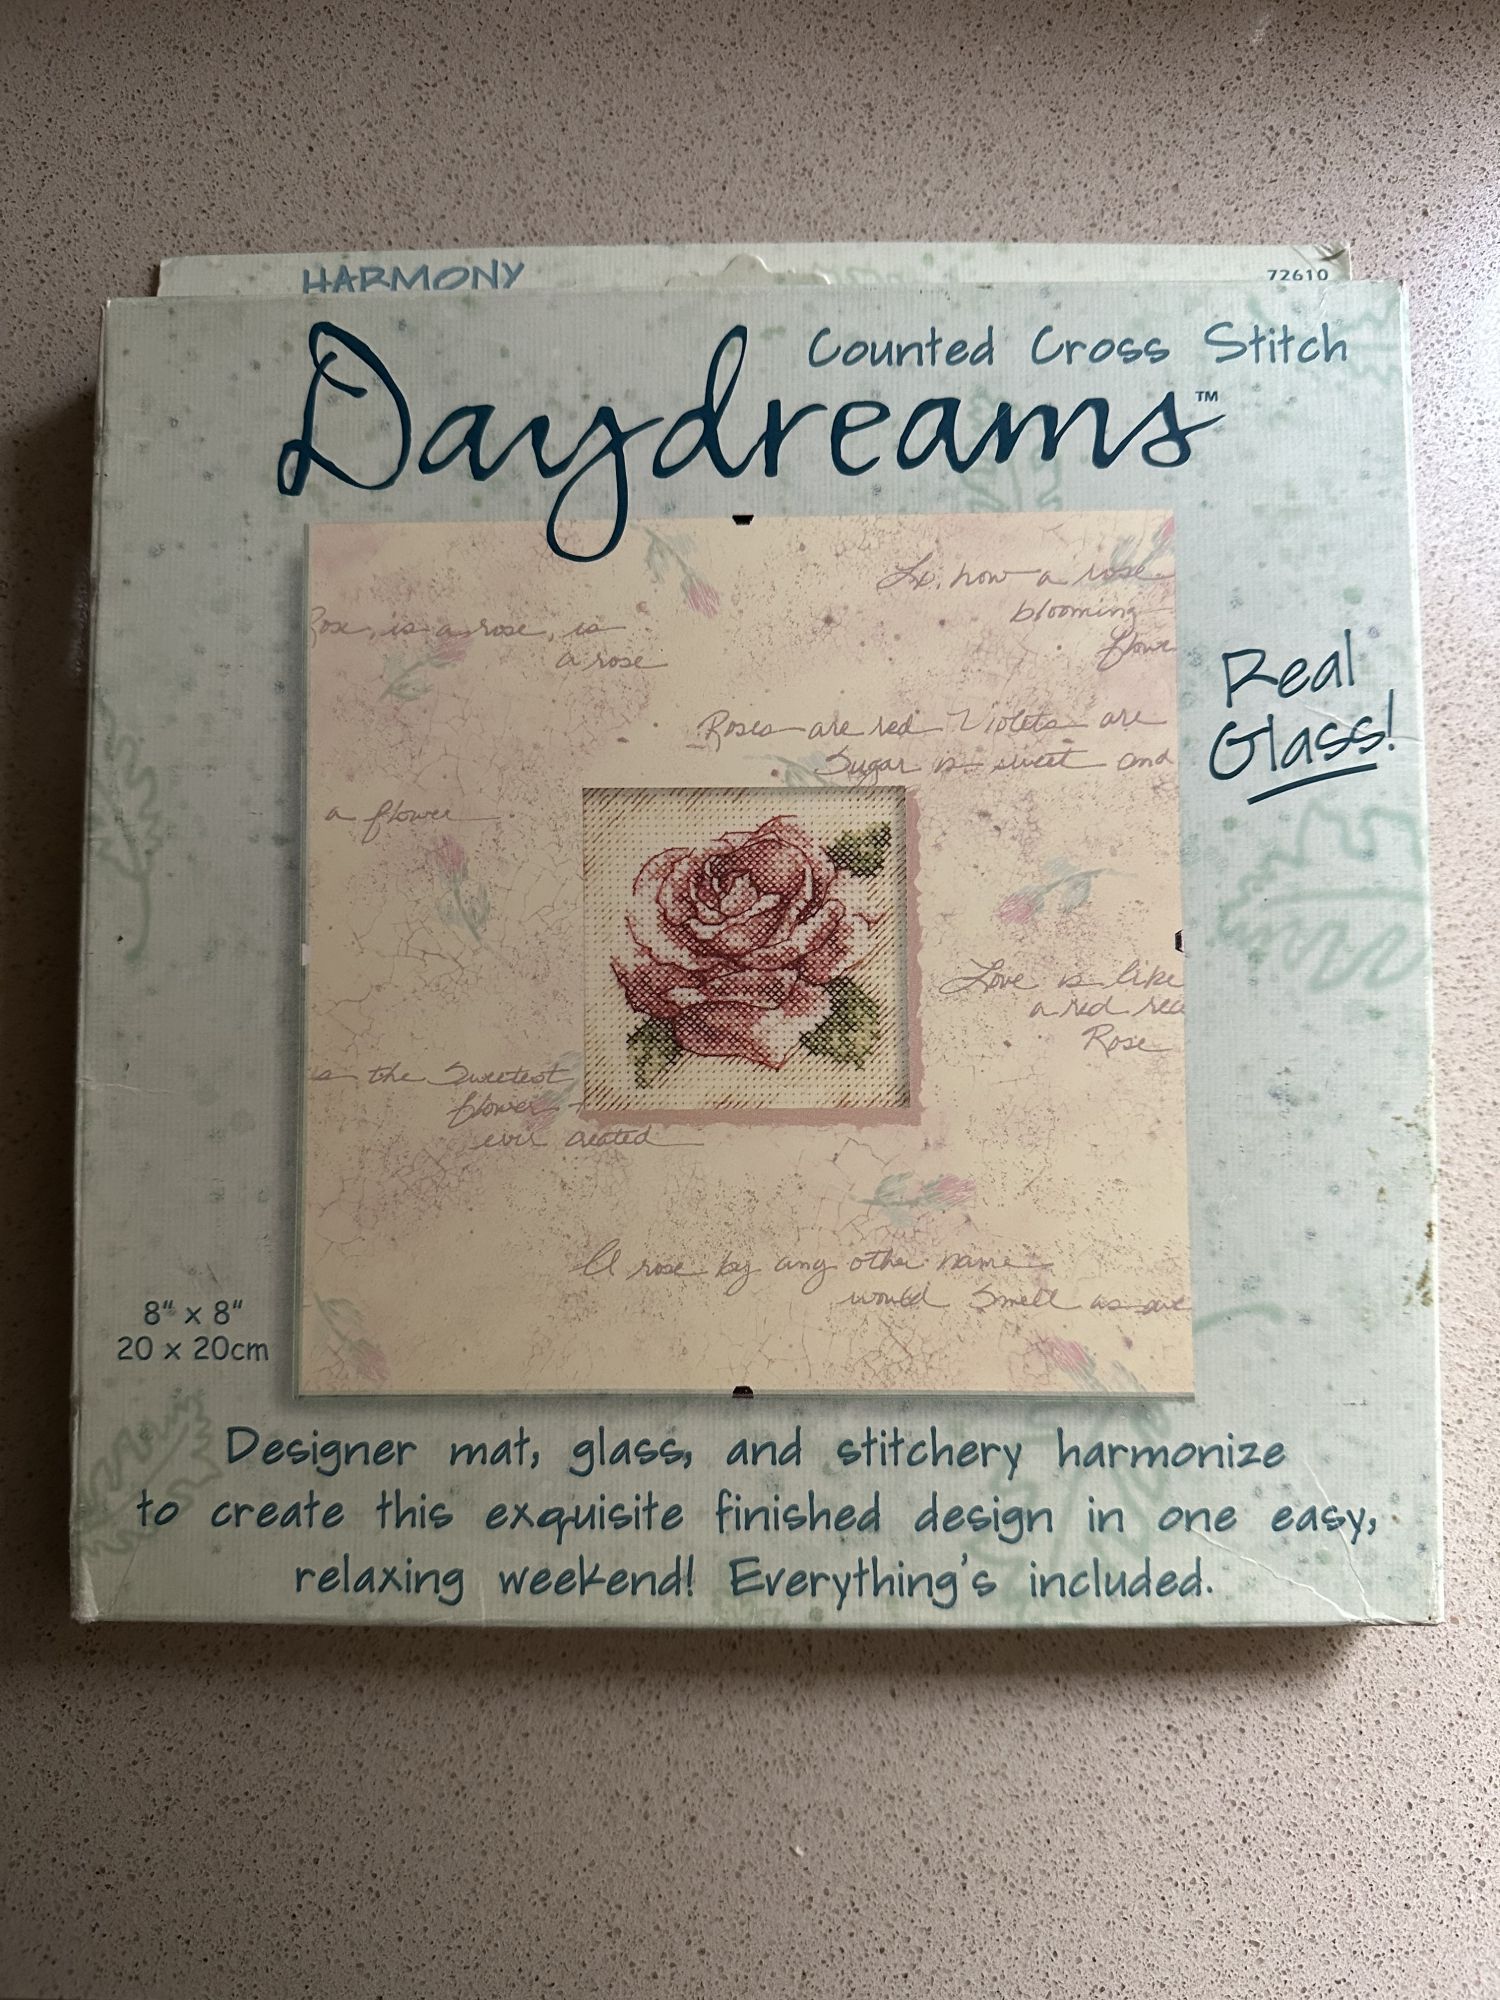 HARMONY
72610
Counted Cross Stitch
Daydreams™
Lo, how a rose
blooming
Rose, is a rose, is
a rose
Roses are red Violets are
Sugar is sweet and
Real
Glass!
a flower
Love is like
a red
Rose
is the Sweetest
flower
ever created
A rose by any other name
would Smell as
8" x 8"
20 x 20cm
Designer mat, glass, and stitchery harmonize
to create this exquisite finished design in one easy,
relaxing weekend! Everything's included.